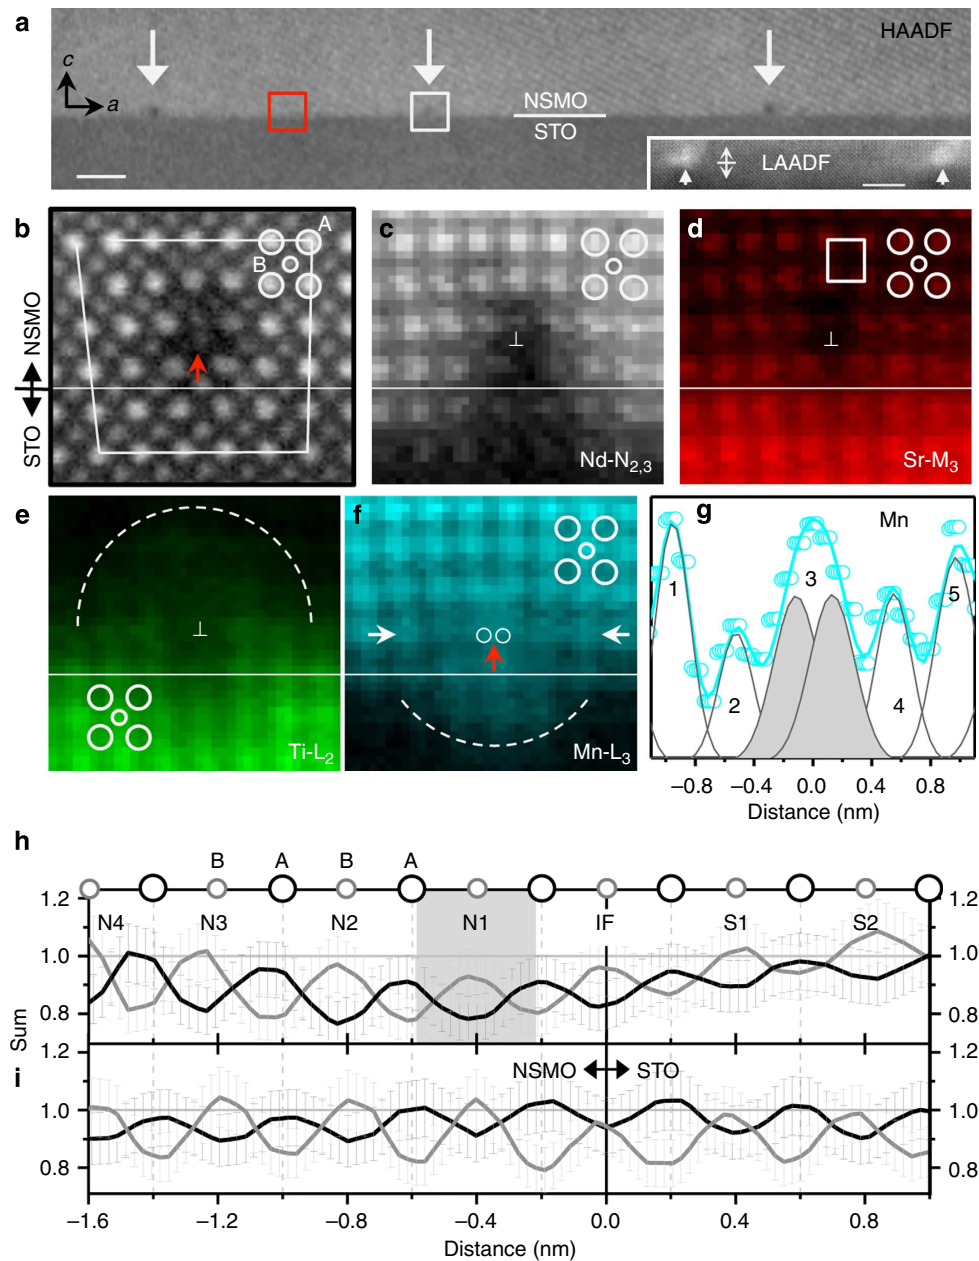 a
HAADF
c
a
NSMO
STO
LAADF
b
A
B
STO NSMO
c
⊥
Nd-N2,3
d
⊥
Sr-M3
e
⊥
Ti-L2
f
Mn-L3
g
Mn
1
2
3
4
5
−0.8 −0.4 0.0 0.4 0.8
Distance (nm)
h
B A B A
1.2 1.2
N4 N3 N2 N1 IF S1 S2
1.0 1.0
0.8 0.8
Sum
1.2 1.2
i
NSMO STO
1.0 1.0
0.8 0.8
−1.6 −1.2 −0.8 −0.4 0.0 0.4 0.8
Distance (nm)